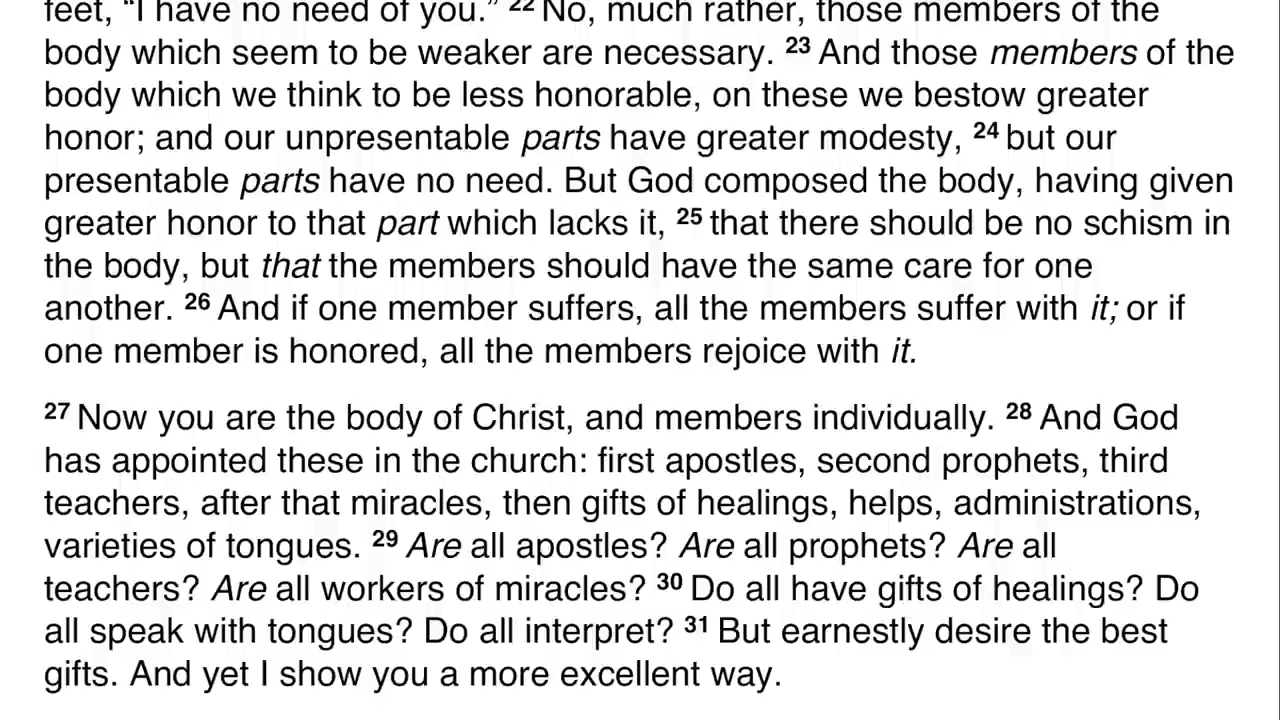 feet, “I have no need of you.” 22 No, much rather, those members of the
body which seem to be weaker are necessary. 23 And those members of the
body which we think to be less honorable, on these we bestow greater
honor; and our unpresentable parts have greater modesty, 24 but our
presentable parts have no need. But God composed the body, having given
greater honor to that part which lacks it, 25 that there should be no schism in
the body, but that the members should have the same care for one
another. 26 And if one member suffers, all the members suffer with it; or if
one member is honored, all the members rejoice with it.
27 Now you are the body of Christ, and members individually. 28 And God
has appointed these in the church: first apostles, second prophets, third
teachers, after that miracles, then gifts of healings, helps, administrations,
varieties of tongues. 29 Are all apostles? Are all prophets? Are all
teachers? Are all workers of miracles? 30 Do all have gifts of healings? Do
all speak with tongues? Do all interpret? 31 But earnestly desire the best
gifts. And yet I show you a more excellent way.